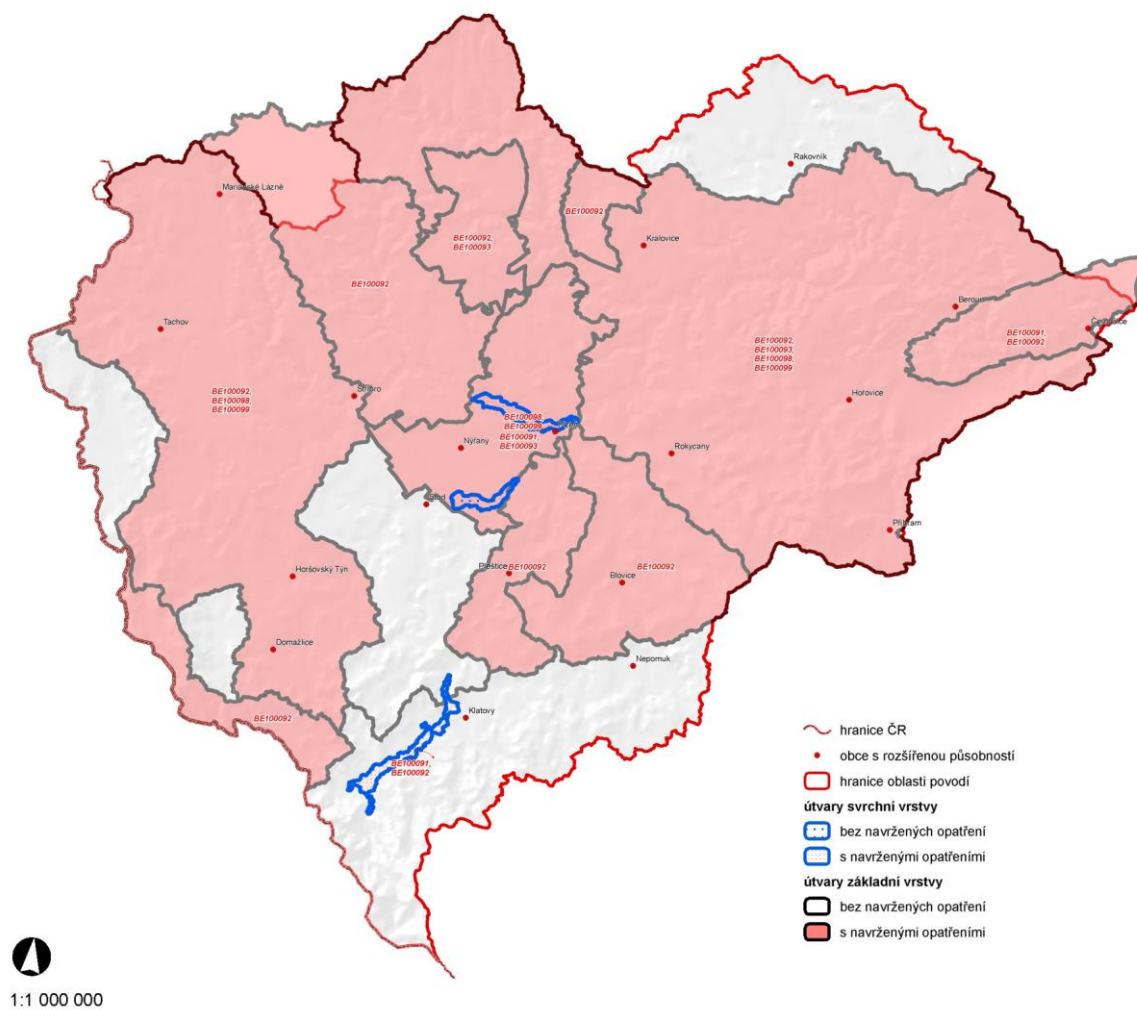 Rakovník
Mariánské Lázně
BE100092
BE100092,
BE100093
Kralovice
BE100092
Beroun
Tachov
Černošice
BE100091,
BE100092
BE100092,
BE100093,
BE100098,
BE100099
BE100092,
BE100098,
BE100099
Stříbro
Hořovice
BE100098,
BE100099,
BE100091,
BE100093
Nýřany
Rokycany
Stod
Příbram
Přeštice
BE100092
BE100092
Horšovský Týn
Blovice
Domažlice
Nepomuk
BE100092
Klatovy
BE100091,
BE100092
hranice ČR
obce s rozšířenou působností
hranice oblasti povodí
útvary svrchní vrstvy
bez navržených opatření
s navrženými opatřeními
útvary základní vrstvy
bez navržených opatření
s navrženými opatřeními
1:1 000 000